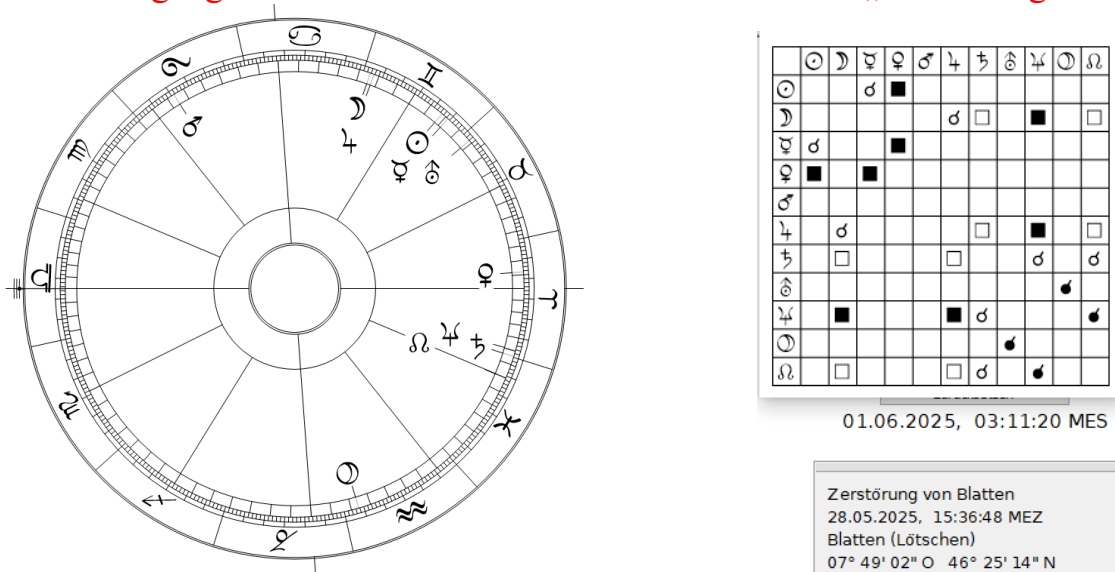 01.06.2025, 03:11:20 MES
Zerstörung von Blatten
28.05.2025, 15:36:48 MEZ
Blatten (Lötschen)
07° 49' 02" O 46° 25' 14" N